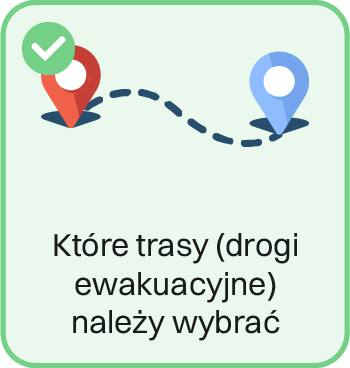 Które trasy (drogi
ewakuacyjne)
należy wybrać